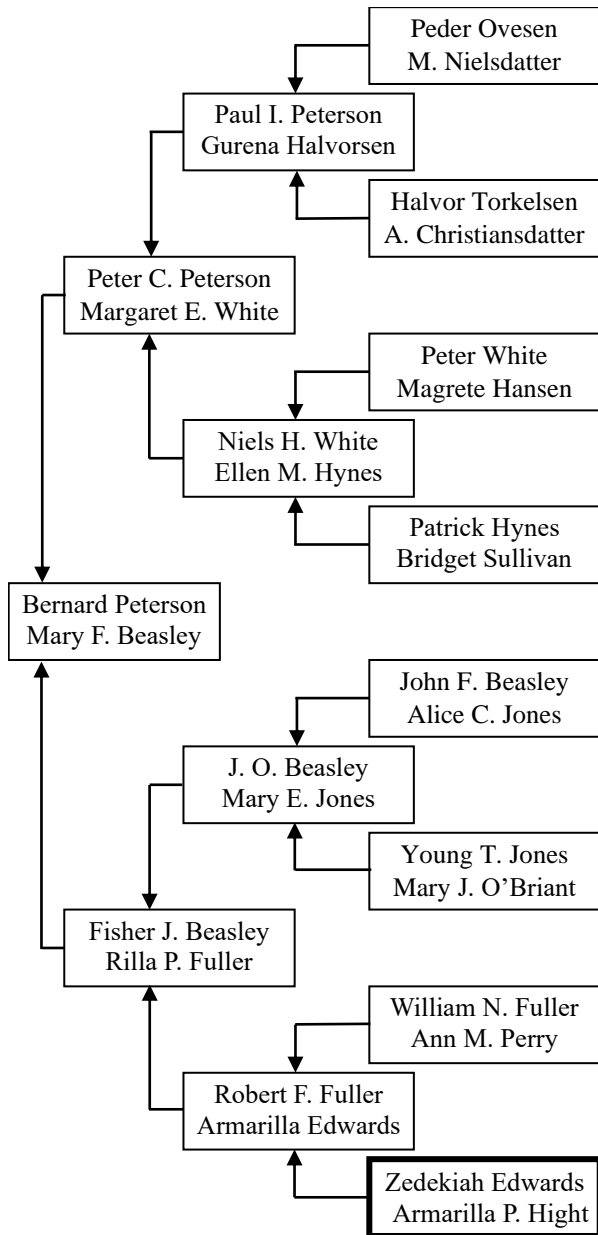 Peder Ovesen
M. Nielsdatter
Paul I. Peterson
Gurena Halvorsen
Halvor Torkelsen
A. Christiansdatter
Peter C. Peterson
Margaret E. White
Peter White
Magrete Hansen
Niels H. White
Ellen M. Hynes
Patrick Hynes
Bridget Sullivan
Bernard Peterson
Mary F. Beasley
John F. Beasley
Alice C. Jones
J. O. Beasley
Mary E. Jones
Young T. Jones
Mary J. O’Briant
Fisher J. Beasley
Rilla P. Fuller
William N. Fuller
Ann M. Perry
Robert F. Fuller
Armarilla Edwards
Zedekiah Edwards
Armarilla P. Hight